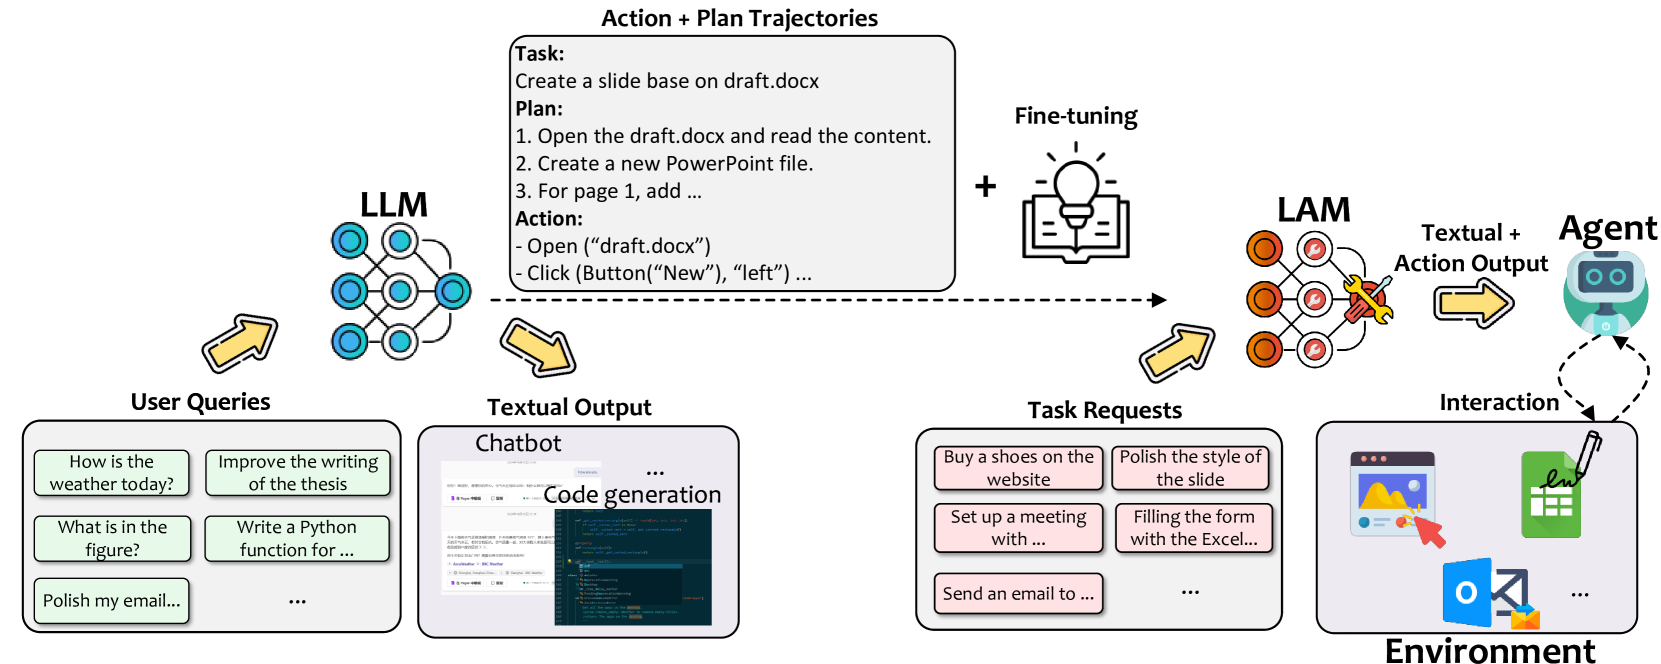 Action + Plan Trajectories
Task:
Create a slide base on draft.docx
Plan:
1. Open the draft.docx and read the content.
2. Create a new PowerPoint file.
3. For page 1, add ...
Action:
- Open (“draft.docx”)
- Click (Button(“New”), “left”) ...
+
Fine-tuning
LLM
LAM
Textual +
Action Output
Agent
User Queries
How is the
weather today?
Improve the writing
of the thesis
What is in the
figure?
Write a Python
function for ...
Polish my email...
...
Textual Output
Chatbot
...
Code generation
Task Requests
Buy a shoes on the
website
Polish the style of
the slide
Set up a meeting
with ...
Filling the form
with the Excel...
Send an email to ...
...
Interaction
...
Environment